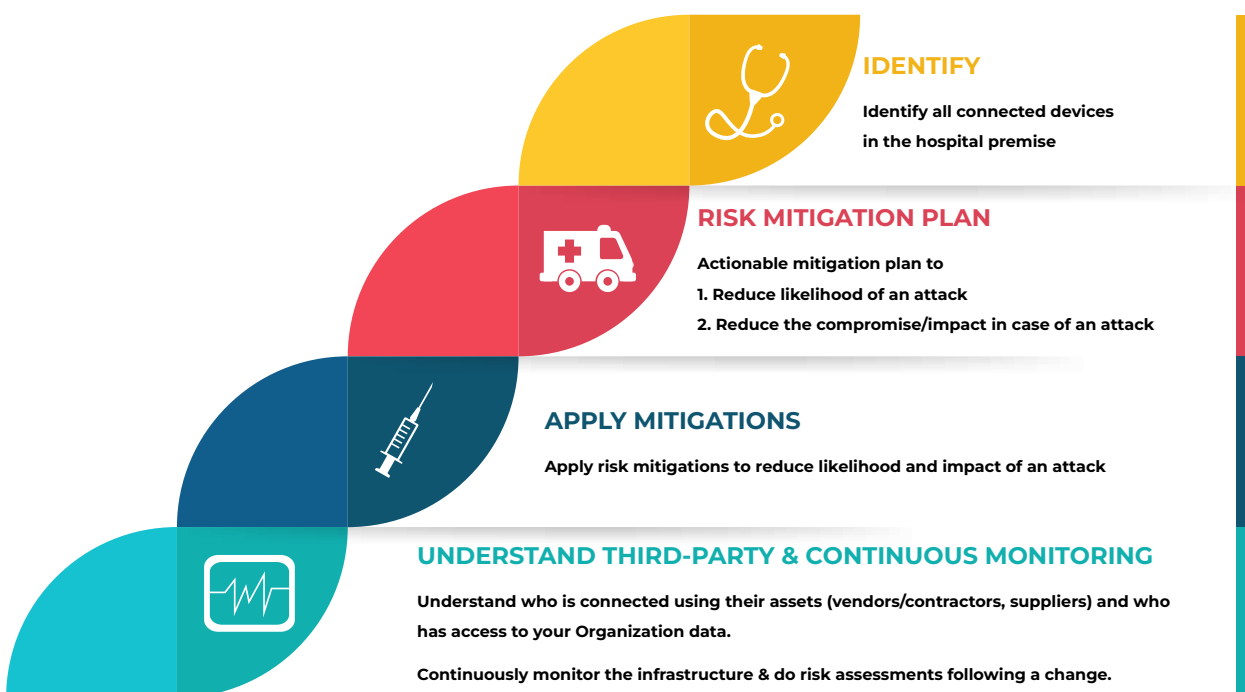 IDENTIFY
Identify all connected devices
in the hospital premise
RISK MITIGATION PLAN
Actionable mitigation plan to
1. Reduce likelihood of an attack
2. Reduce the compromise/impact in case of an attack
APPLY MITIGATIONS
Apply risk mitigations to reduce likelihood and impact of an attack
UNDERSTAND THIRD-PARTY & CONTINUOUS MONITORING
Understand who is connected using their assets (vendors/contractors, suppliers) and who
has access to your Organization data.
Continuously monitor the infrastructure & do risk assessments following a change.